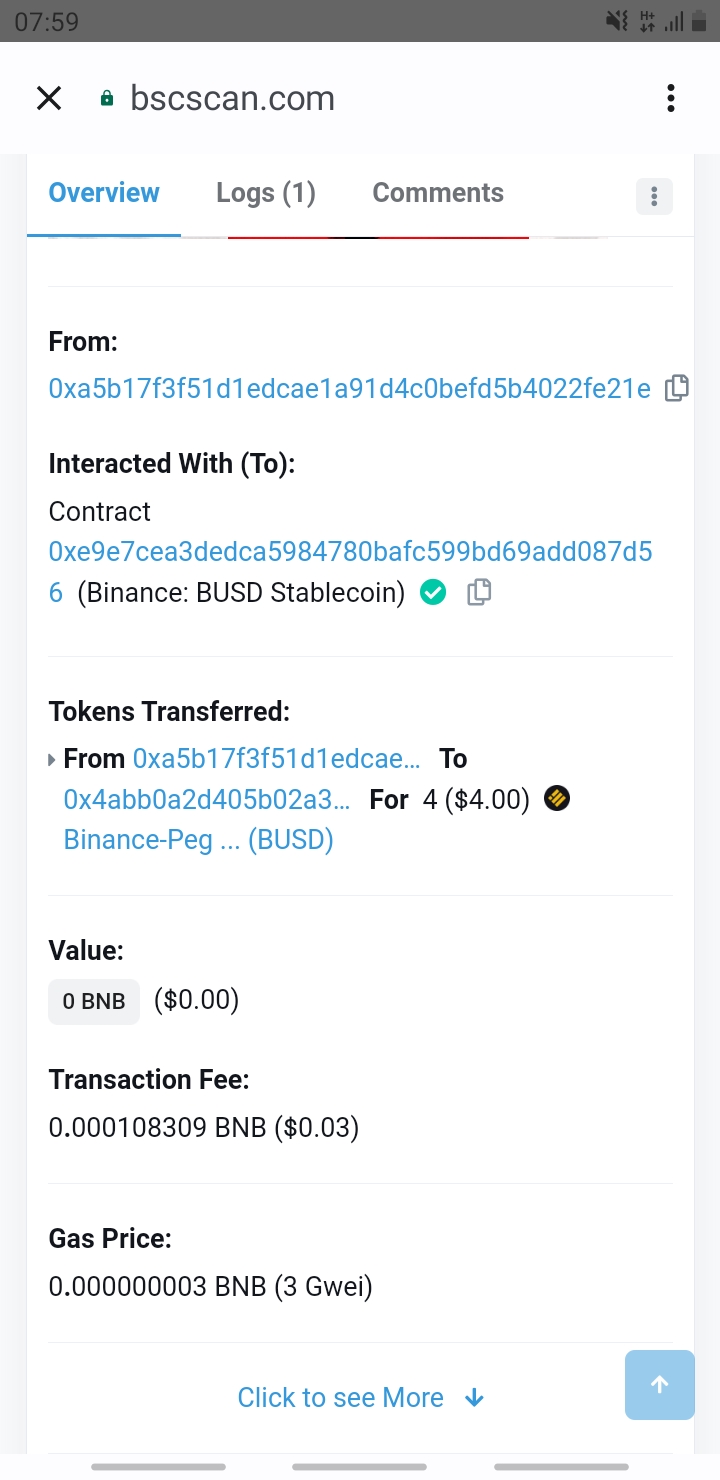 07:59
H+
bscscan.com
Overview Logs (1) Comments
From:
0xa5b17f3f51d1edcae1a91d4c0befd5b4022fe21e
Interacted With (To):
Contract
0xe9e7cea3dedca5984780bafc599bd69add087d5
6 (Binance: BUSD Stablecoin)
Tokens Transferred:
From 0xa5b17f3f51d1edcae... To
0x4abb0a2d405b02a3... For 4 ($4.00)
Binance-Peg ... (BUSD)
Value:
0 BNB ($0.00)
Transaction Fee:
0.000108309 BNB ($0.03)
Gas Price:
0.000000003 BNB (3 Gwei)
Click to see More